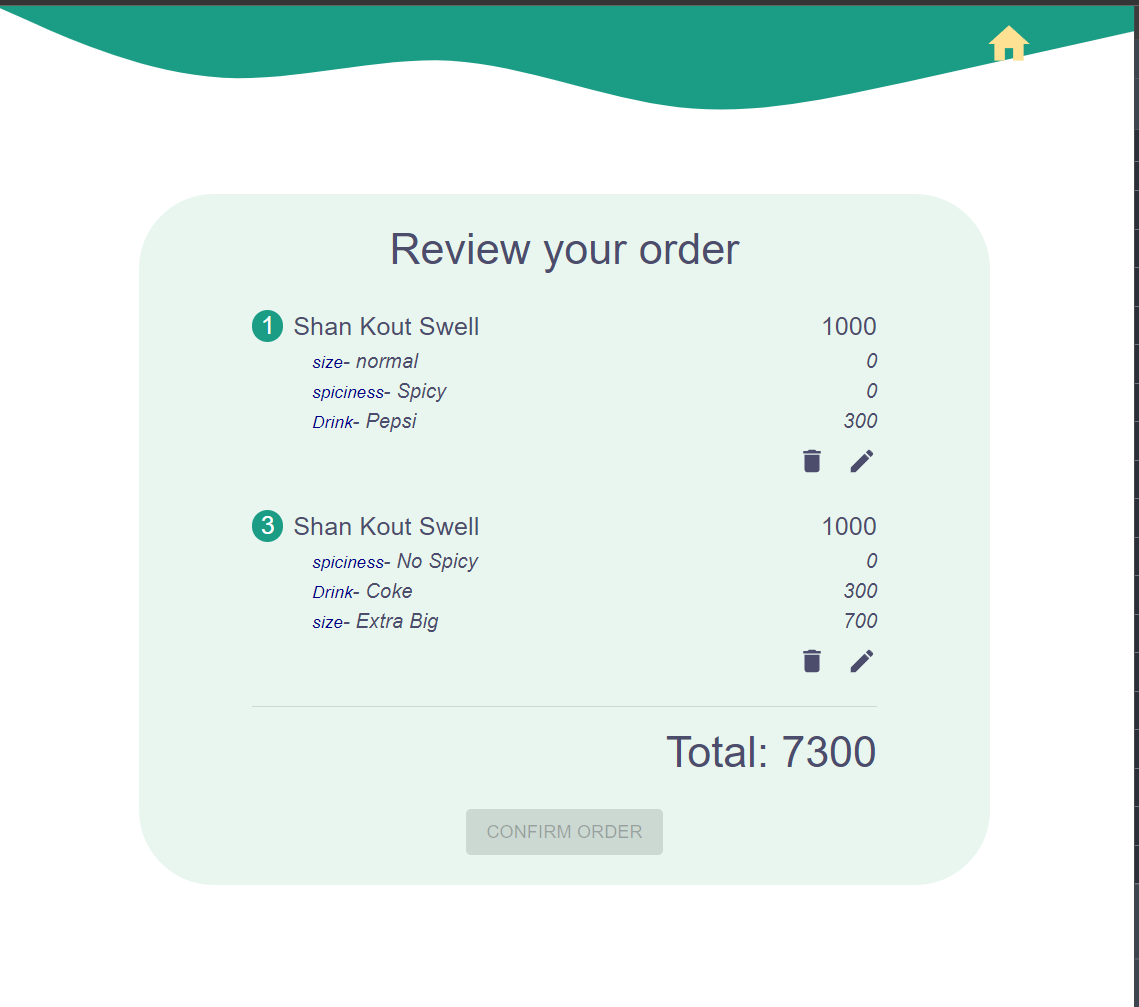 Review your order
1 Shan Kout Swell 1000
size- normal 0
spiciness- Spicy 0
Drink- Pepsi 300
3 Shan Kout Swell 1000
spiciness- No Spicy 0
Drink- Coke 300
size- Extra Big 700
Total: 7300
CONFIRM ORDER